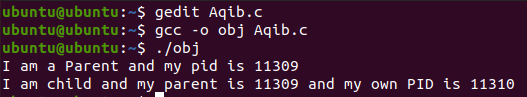 ubuntu@ubuntu:~$ gedit Aqib.c
ubuntu@ubuntu:~$ gcc -o obj Aqib.c
ubuntu@ubuntu:~$ ./obj
I am a Parent and my pid is 11309
I am child and my parent is 11309 and my own PID is 11310